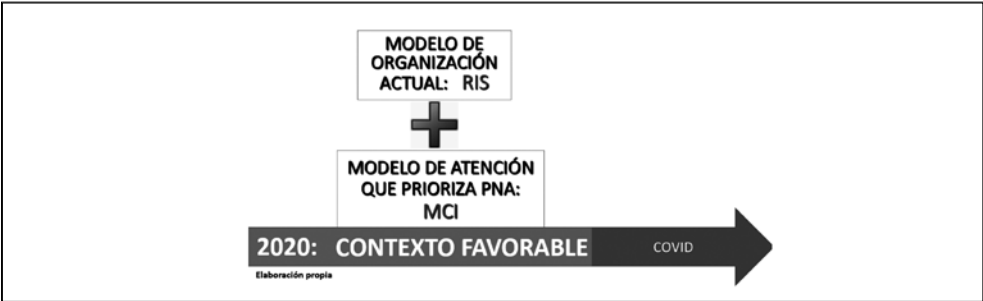 MODELO DE
ORGANIZACIÓN
ACTUAL: RIS
MODELO DE ATENCIÓN
QUE PRIORIZA PNA:
MCI
2020: CONTEXTO FAVORABLE
COVID
Elaboración propia